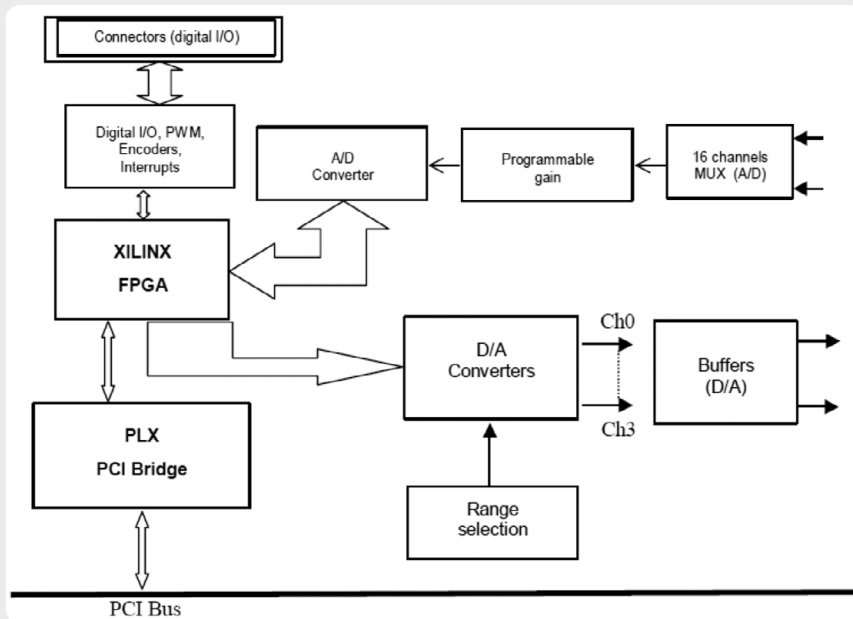 Connectors (digital I/O)
Digital I/O, PWM,
Encoders,
Interrupts
A/D
Converter
Programmable
gain
16 channels
MUX (A/D)
XILINX
FPGA
D/A
Converters
Ch0
Ch3
Buffers
(D/A)
PLX
PCI Bridge
Range
selection
PCI Bus